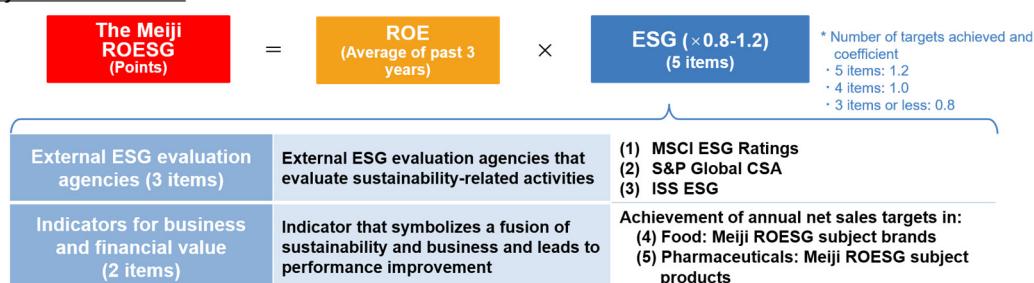 The Meiji
ROESG
(Points)
=
ROE
(Average of past 3
years)
×
ESG (×0.8-1.2)
(5 items)
* Number of targets achieved and
coefficient
・5 items: 1.2
・4 items: 1.0
・3 items or less: 0.8
External ESG evaluation
agencies (3 items)
External ESG evaluation agencies that
evaluate sustainability-related activities
(1) MSCI ESG Ratings
(2) S&P Global CSA
(3) ISS ESG
Indicators for business
and financial value
(2 items)
Indicator that symbolizes a fusion of
sustainability and business and leads to
performance improvement
Achievement of annual net sales targets in:
(4) Food: Meiji ROESG subject brands
(5) Pharmaceuticals: Meiji ROESG subject
products